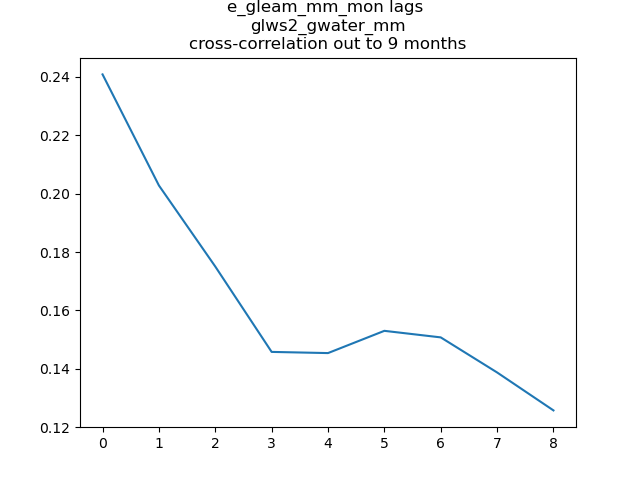 e_gleam_mm_mon lags
glws2_gwater_mm
cross-correlation out to 9 months
0.24
0.22
0.20
0.18
0.16
0.14
0.12
0 1 2 3 4 5 6 7 8